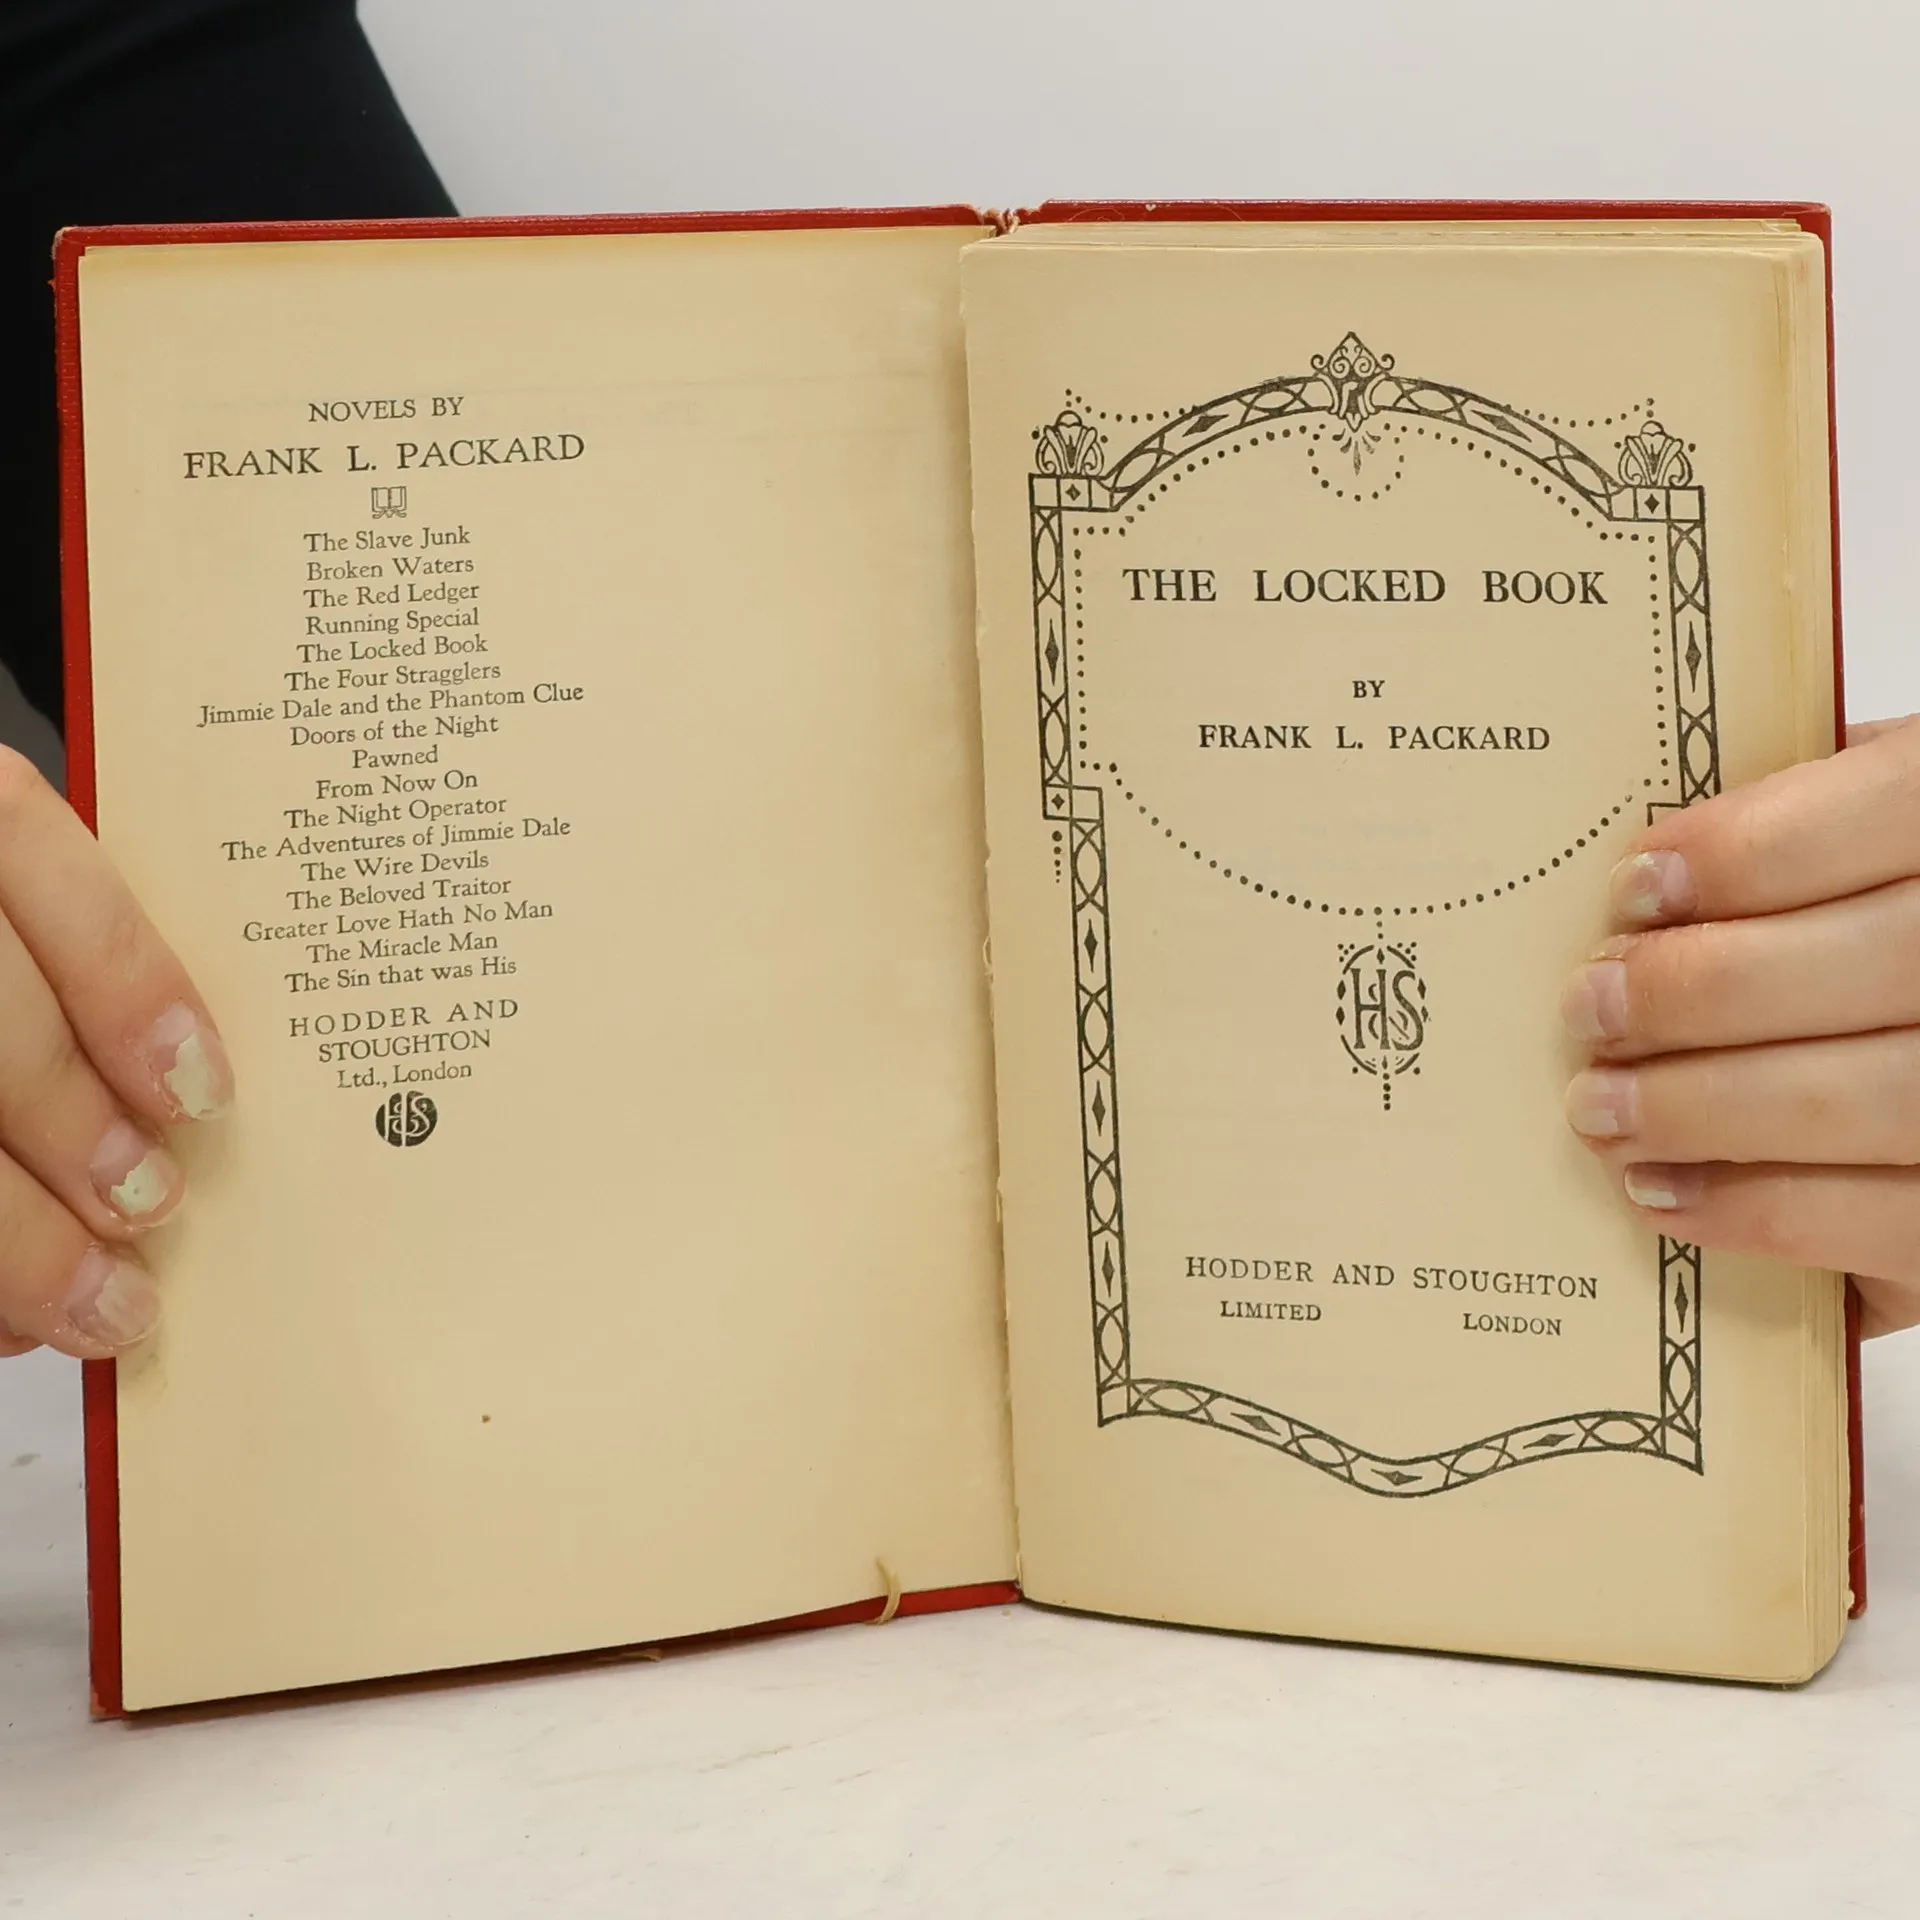 NOVELS BY
FRANK L. PACKARD
The Slave Junk
Broken Waters
The Red Ledger
Running Special
The Locked Book
The Four Stragglers
Jimmie Dale and the Phantom Clue
Doors of the Night
Pawned
From Now On
The Night Operator
The Adventures of Jimmie Dale
The Wire Devils
The Beloved Traitor
Greater Love Hath No Man
The Miracle Man
The Sin that was His
HODDER AND
STOUGHTON
Ltd., London
H&S
THE LOCKED BOOK
BY
FRANK L. PACKARD
H&S
HODDER AND STOUGHTON
LIMITED LONDON